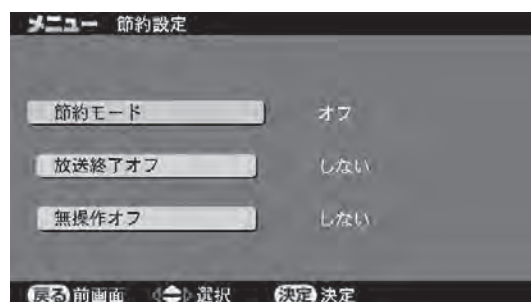 メニュー 節約設定
節約モード オフ
放送終了オフ しない
無操作オフ しない
戻る 前画面 選択 決定 決定